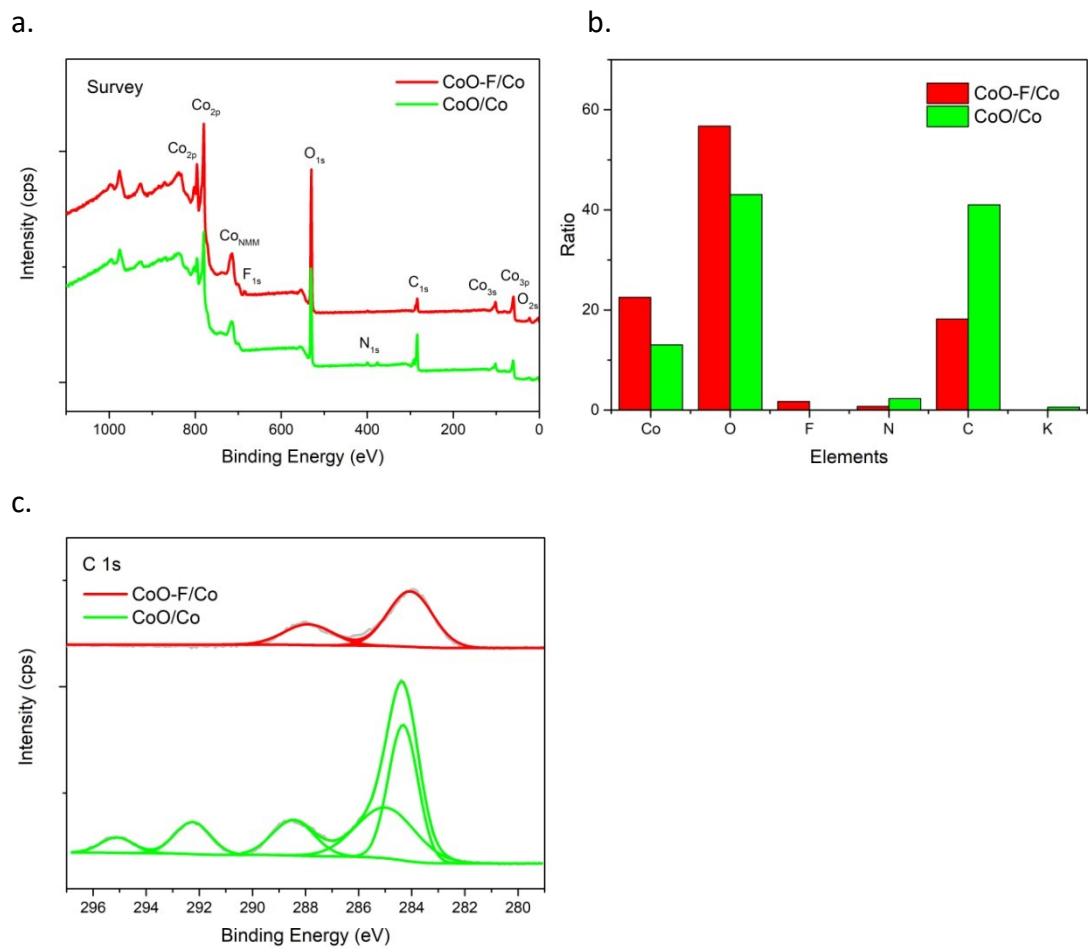 a.
Survey
CoO-F/Co
CoO/Co
Co2p
Co2p
O1s
CoNMM
F1s
N1s
C1s
Co3s
Co3p
O2s
Intensity (cps)
1000 800 600 400 200 0
Binding Energy (eV)
b.
CoO-F/Co
CoO/Co
60
40
20
0
Ratio
Co O F N C K
Elements
c.
C 1s
CoO-F/Co
CoO/Co
Intensity (cps)
296 294 292 290 288 286 284 282 280
Binding Energy (eV)